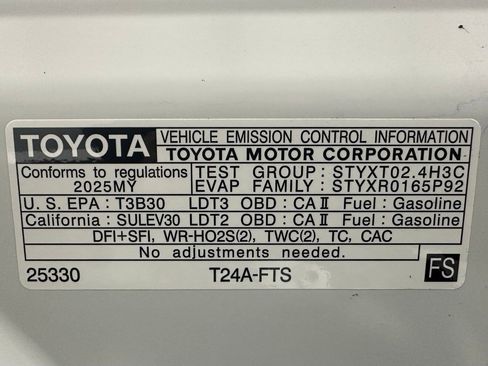 TOYOTA VEHICLE EMISSION CONTROL INFORMATION
TOYOTA MOTOR CORPORATION
Conforms to regulations TEST GROUP : STYXT02.4H3C
2025MY EVAP FAMILY : STYXR0165P92
U. S. EPA : T3B30 LDT3 OBD : CA II Fuel : Gasoline
California : SULEV30 LDT2 OBD : CA II Fuel : Gasoline
DFI+SFI, WR-HO2S(2), TWC(2), TC, CAC
No adjustments needed.
25330 T24A-FTS FS